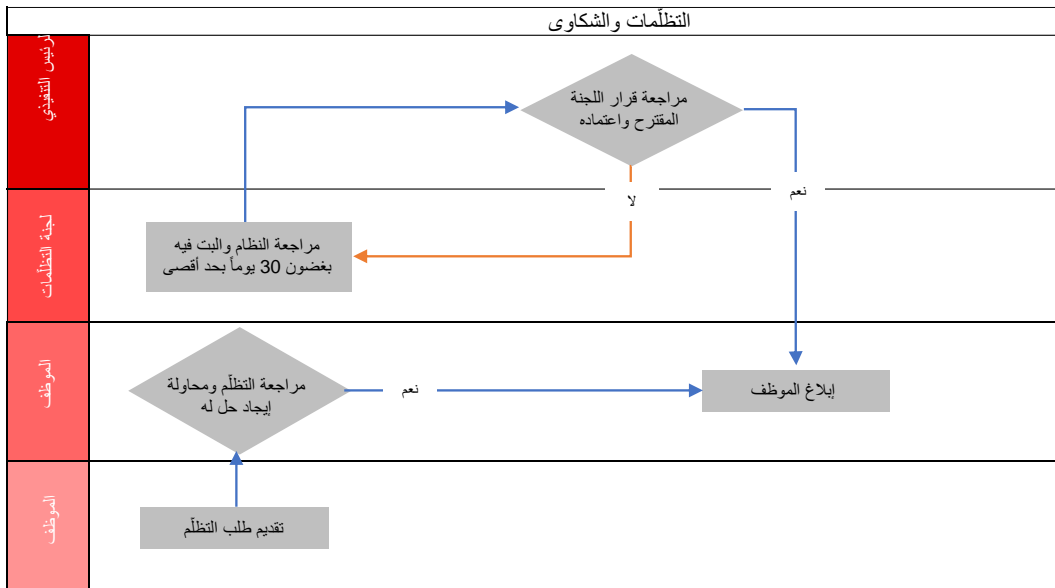 التظلّمات والشكاوى
الرئيس التنفيذي
مراجعة قرار اللجنة
المقترح واعتماده
نعم
لا
لجنة التظلّمات
مراجعة النظام والبت فيه
بغضون 30 يوماً بحد أقصى
الموظف
مراجعة التظلّم ومحاولة
إيجاد حل له
نعم
إبلاغ الموظف
الموظف
تقديم طلب التظلّم